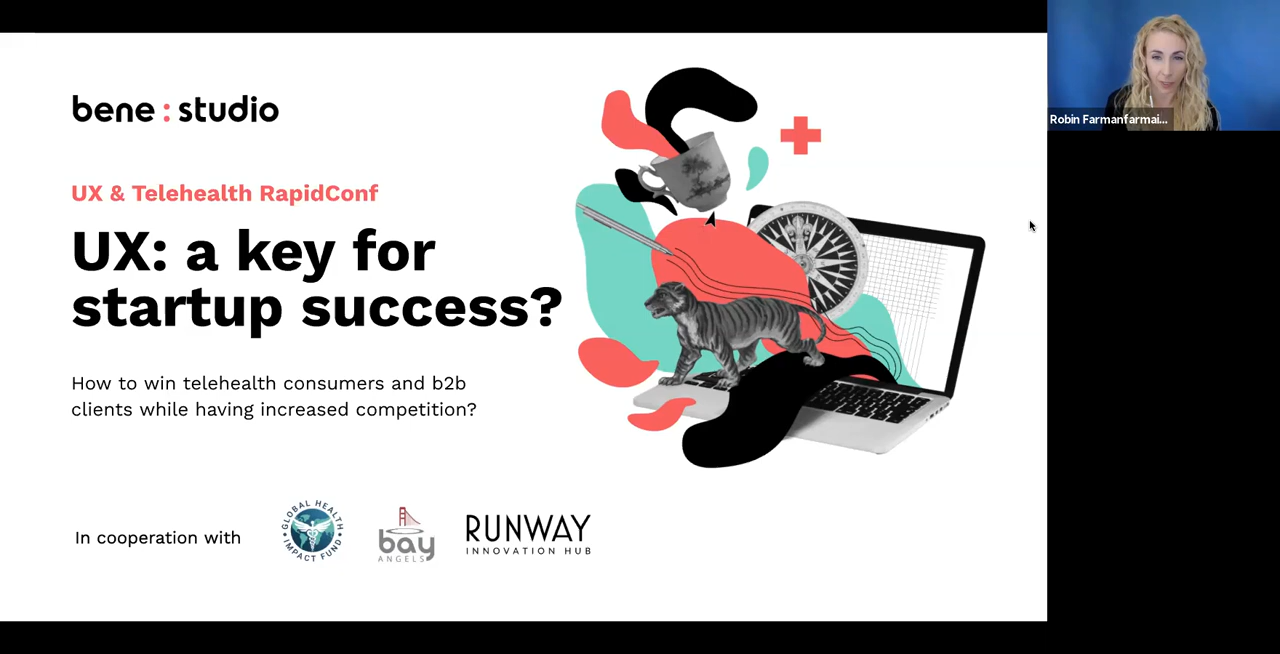 bene : studio
UX & Telehealth RapidConf
UX: a key for
startup success?
How to win telehealth consumers and b2b
clients while having increased competition?
In cooperation with
GLOBAL HEALTH
IMPACT FUND
bay
ANGELS
RUNWAY
INNOVATION HUB
Robin Farmanfarmai...